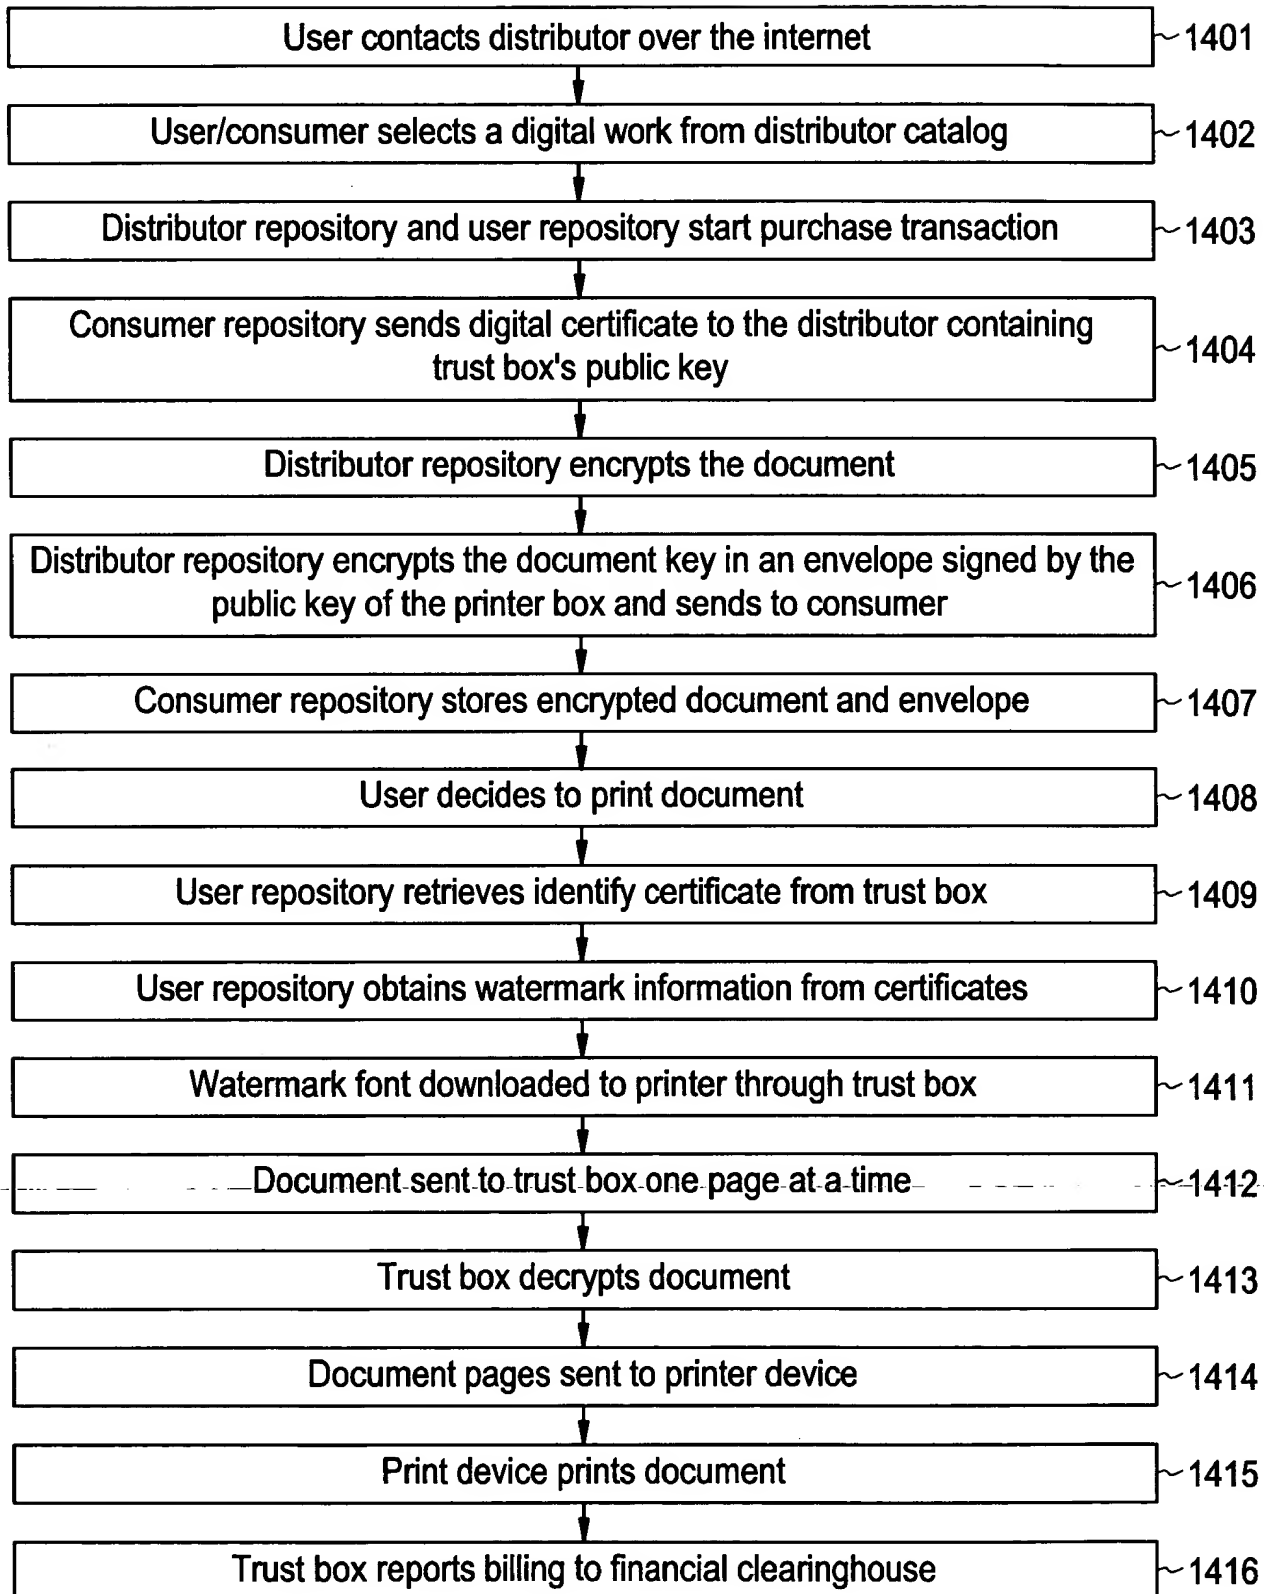 User contacts distributor over the internet 1401
User/consumer selects a digital work from distributor catalog 1402
Distributor repository and user repository start purchase transaction 1403
Consumer repository sends digital certificate to the distributor containing
trust box's public key 1404
Distributor repository encrypts the document 1405
Distributor repository encrypts the document key in an envelope signed by the
public key of the printer box and sends to consumer 1406
Consumer repository stores encrypted document and envelope 1407
User decides to print document 1408
User repository retrieves identify certificate from trust box 1409
User repository obtains watermark information from certificates 1410
Watermark font downloaded to printer through trust box 1411
Document sent to trust box one page at a time 1412
Trust box decrypts document 1413
Document pages sent to printer device 1414
Print device prints document 1415
Trust box reports billing to financial clearinghouse 1416